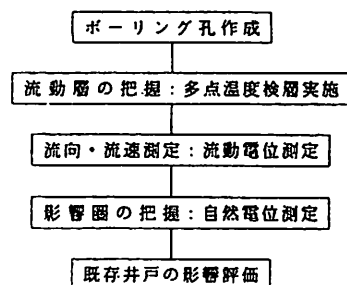 ボーリング孔作成
流動層の把握：多点温度検層実施
流向・流速測定：流動電位測定
影響圏の把握：自然電位測定
既存井戸の影響評価